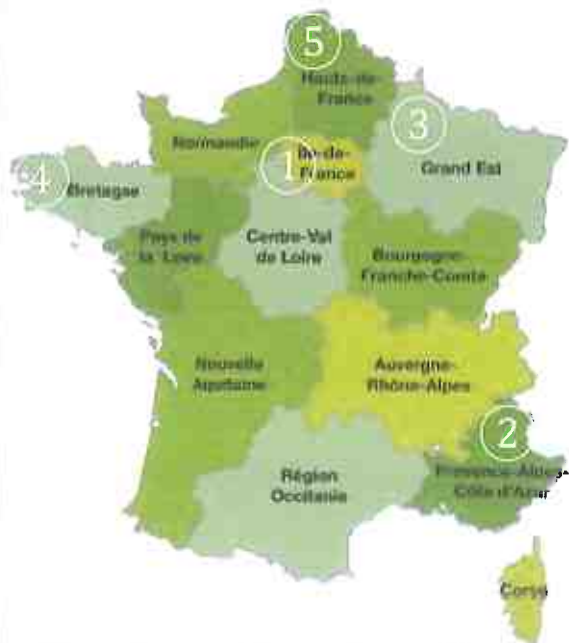 5
Hauts-de-
France
3
Normandie
1
Île-de-
France
Grand Est
4
Bretagne
Pays de
la Loire
Centre-Val
de Loire
Bourgogne-
Franche-Comté
Nouvelle
Aquitaine
Auvergne-
Rhône-Alpes
2
Région
Occitanie
Provence-Alpes-
Côte d'Azur
Corse